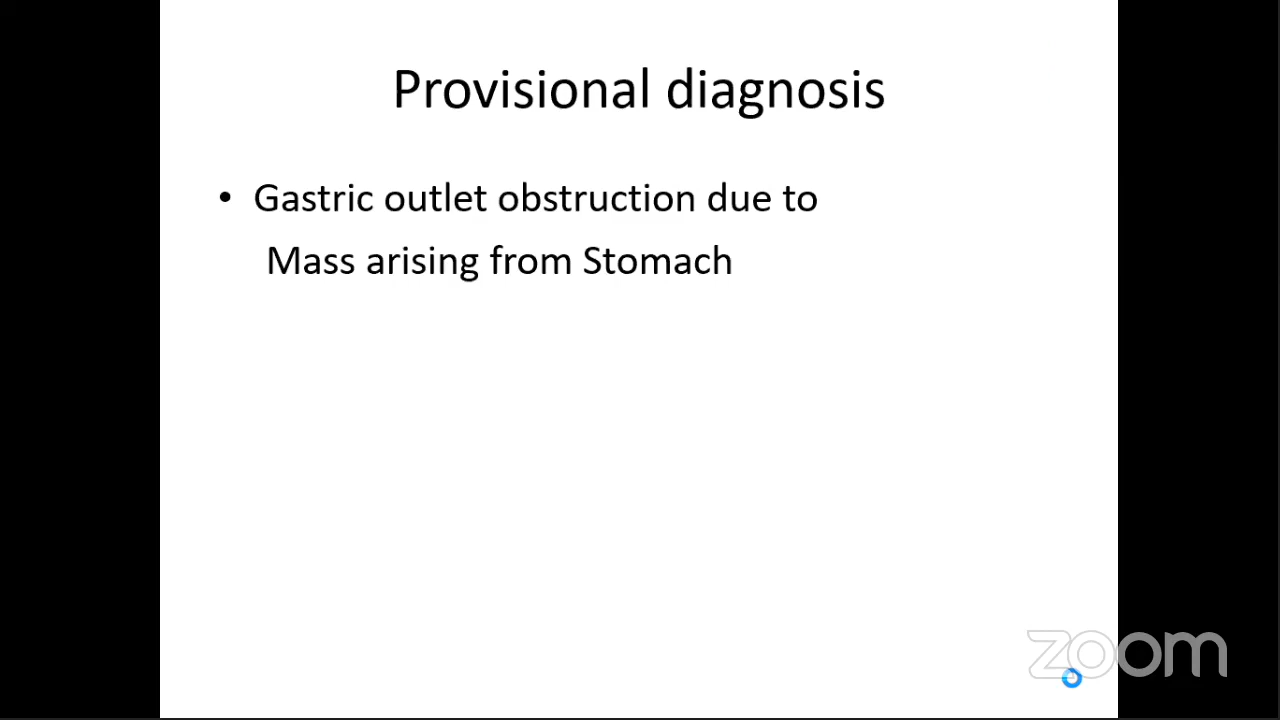 Provisional diagnosis
• Gastric outlet obstruction due to
Mass arising from Stomach
zoom